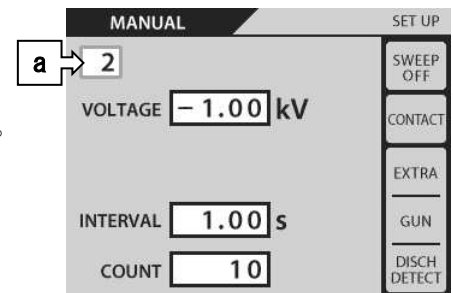 MANUAL
SET UP
a
2
SWEEP
OFF
VOLTAGE - 1.00 kV
CONTACT
EXTRA
INTERVAL 1.00 s
GUN
COUNT 10
DISCH
DETECT